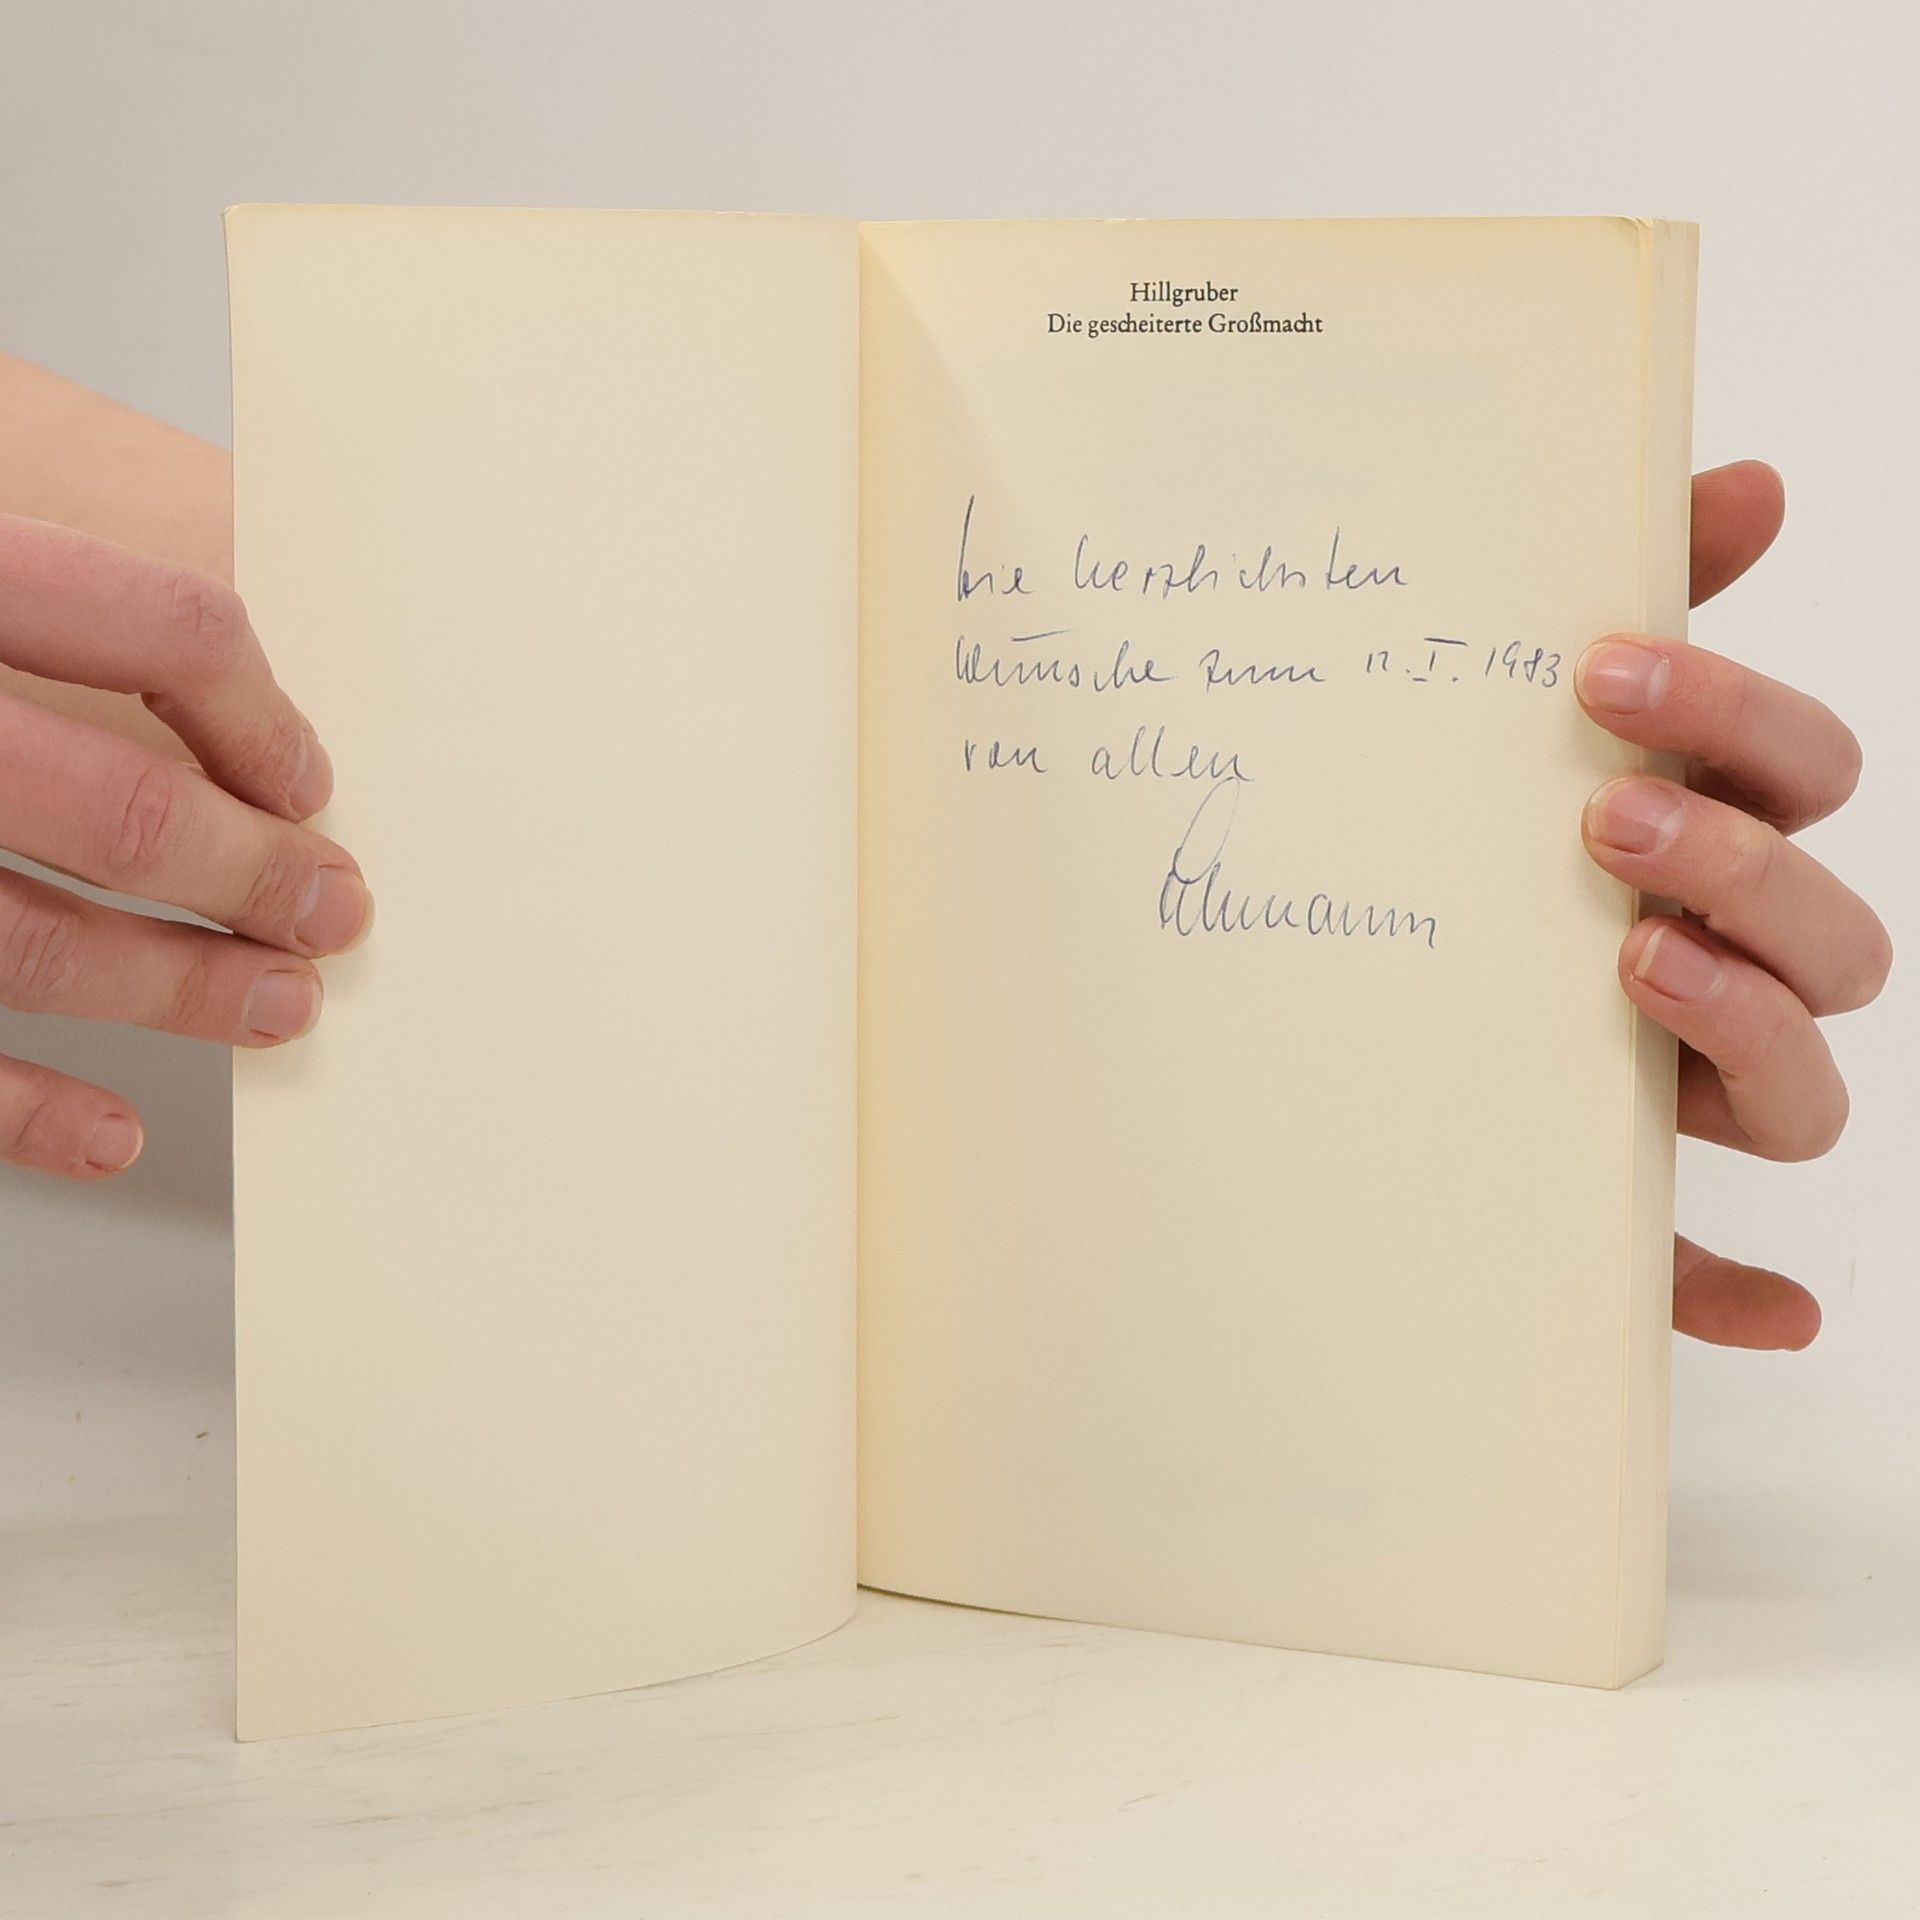 Hillgruber
Die gescheiterte Großmacht
Die herzlichsten
Wünsche zum 12.I.1983
von allen